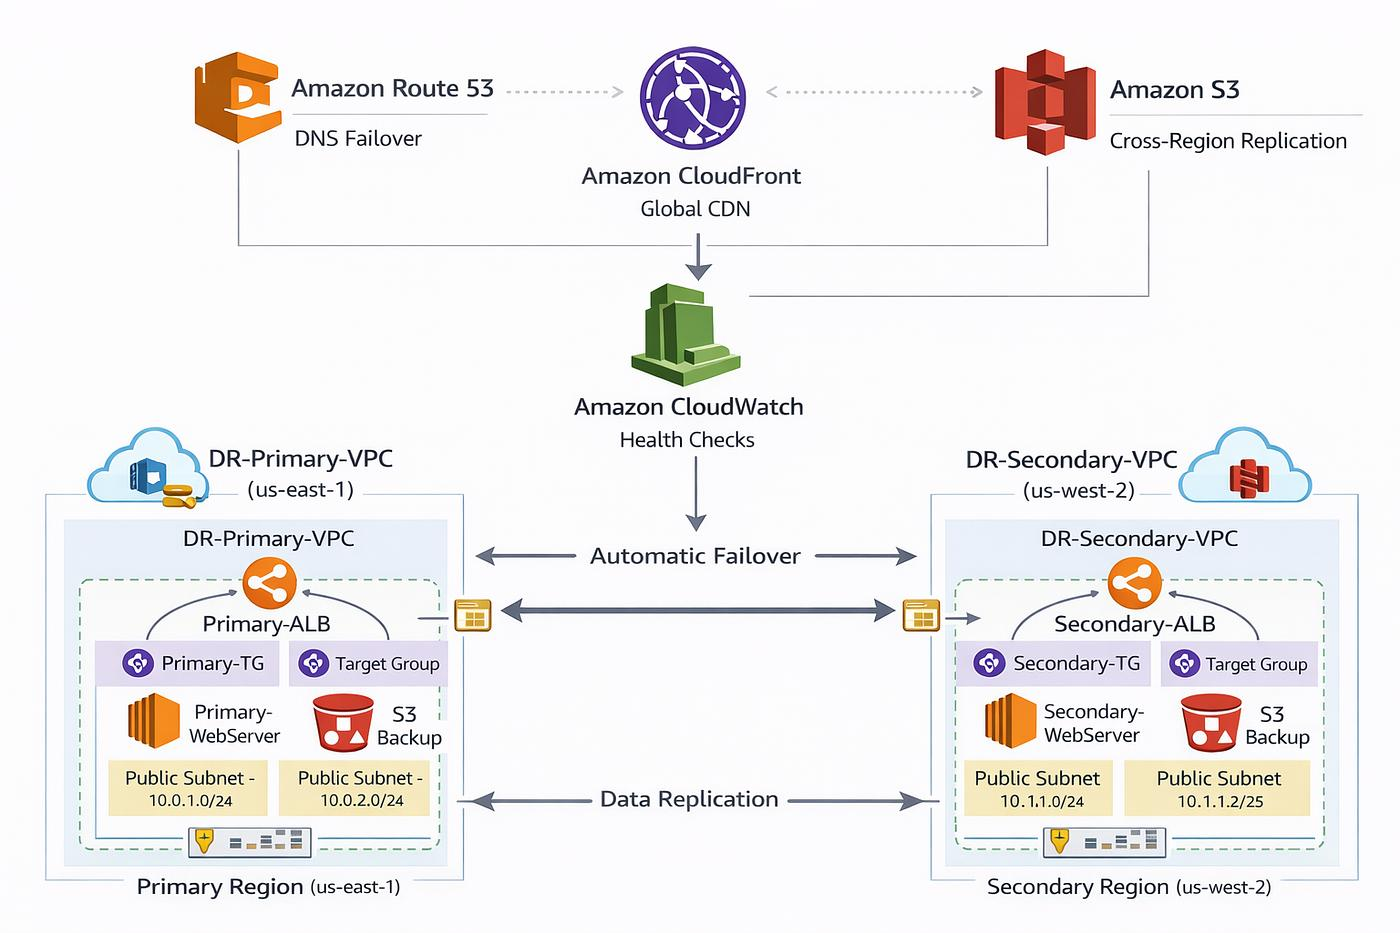 Amazon Route 53
DNS Failover
Amazon CloudFront
Global CDN
Amazon S3
Cross-Region Replication
Amazon CloudWatch
Health Checks
DR-Primary-VPC
(us-east-1)
DR-Primary-VPC
Primary-ALB
Primary-TG
Target Group
Primary-
WebServer
S3
Backup
Public Subnet -
10.0.1.0/24
Public Subnet -
10.0.2.0/24
Primary Region (us-east-1)
Automatic Failover
Data Replication
DR-Secondary-VPC
(us-west-2)
DR-Secondary-VPC
Secondary-ALB
Secondary-TG
Target Group
Secondary-
WebServer
S3
Backup
Public Subnet
10.1.1.0/24
Public Subnet
10.1.1.2/25
Secondary Region (us-west-2)